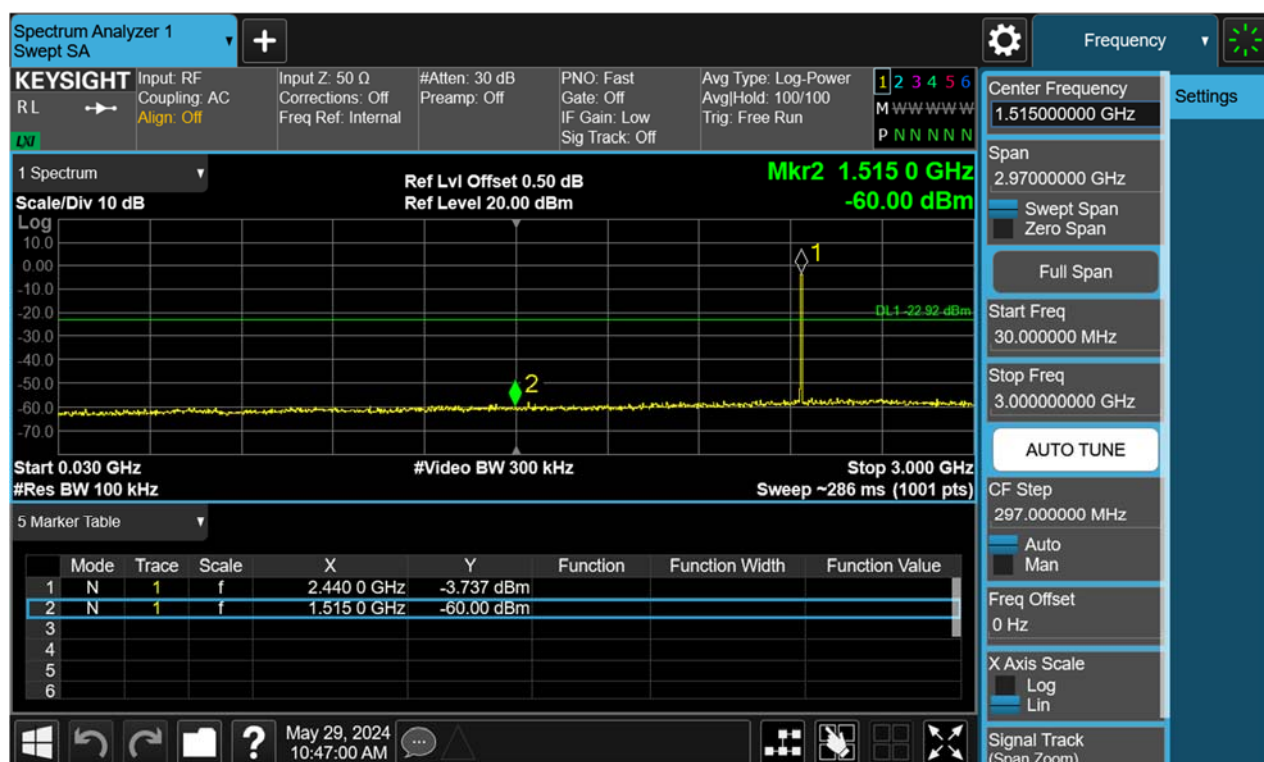 Spectrum Analyzer 1
Swept SA
+
Frequency
KEYSIGHT
RL
LXI
Input: RF
Coupling: AC
Align: Off
Input Z: 50 Ω
Corrections: Off
Freq Ref: Internal
#Atten: 30 dB
Preamp: Off
PNO: Fast
Gate: Off
IF Gain: Low
Sig Track: Off
Avg Type: Log-Power
Avg|Hold: 100/100
Trig: Free Run
1 2 3 4 5 6
M W W W W W
P N N N N N
1 Spectrum
Scale/Div 10 dB
Ref Lvl Offset 0.50 dB
Ref Level 20.00 dBm
Mkr2 1.515 0 GHz
-60.00 dBm
Log
10.0
0.00
-10.0
-20.0
-30.0
-40.0
-50.0
-60.0
-70.0
1
DL1 -22.92 dBm
2
Start 0.030 GHz
#Res BW 100 kHz
#Video BW 300 kHz
Stop 3.000 GHz
Sweep ~286 ms (1001 pts)
5 Marker Table
Mode Trace Scale X Y Function Function Width Function Value
1 N 1 f 2.440 0 GHz -3.737 dBm
2 N 1 f 1.515 0 GHz -60.00 dBm
3
4
5
6
?
May 29, 2024
10:47:00 AM
Center Frequency
1.515000000 GHz
Settings
Span
2.97000000 GHz
Swept Span
Zero Span
Full Span
Start Freq
30.000000 MHz
Stop Freq
3.000000000 GHz
AUTO TUNE
CF Step
297.000000 MHz
Auto
Man
Freq Offset
0 Hz
X Axis Scale
Log
Lin
Signal Track
(Span Zoom)